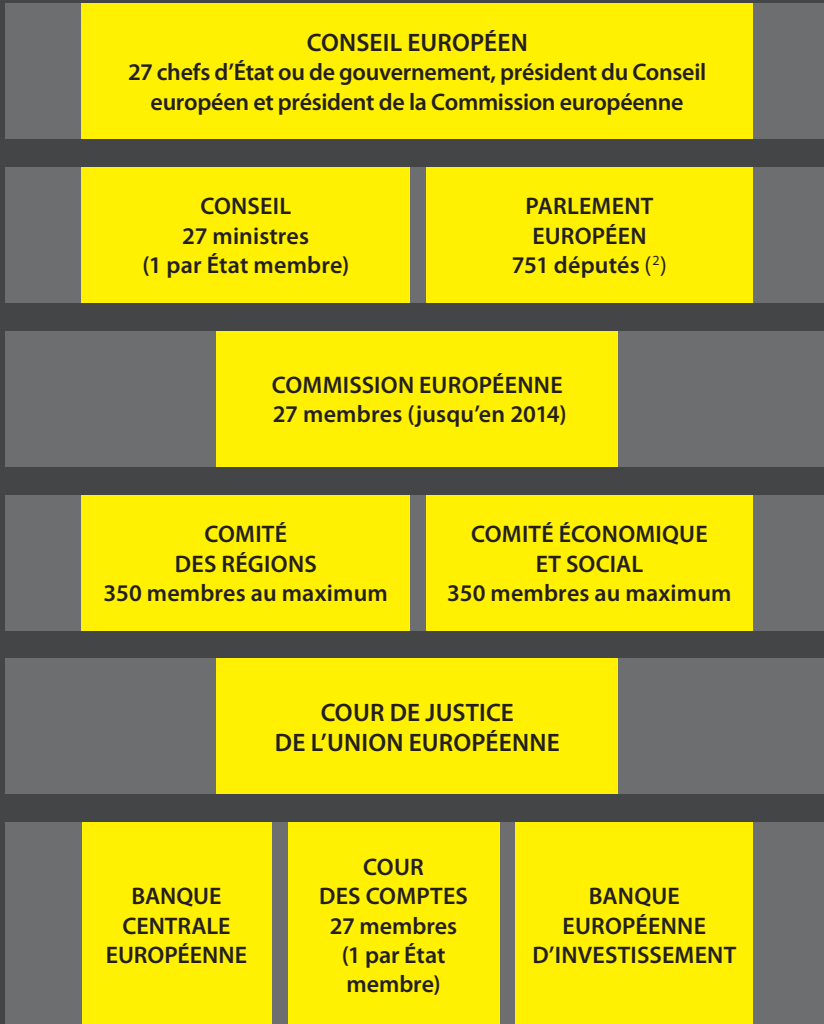 CONSEIL EUROPÉEN
27 chefs d’État ou de gouvernement, président du Conseil
européen et président de la Commission européenne
CONSEIL
27 ministres
(1 par État membre)
PARLEMENT
EUROPÉEN
751 députés (²)
COMMISSION EUROPÉENNE
27 membres (jusqu’en 2014)
COMITÉ
DES RÉGIONS
350 membres au maximum
COMITÉ ÉCONOMIQUE
ET SOCIAL
350 membres au maximum
COUR DE JUSTICE
DE L’UNION EUROPÉENNE
BANQUE
CENTRALE
EUROPÉENNE
COUR
DES COMPTES
27 membres
(1 par État
membre)
BANQUE
EUROPÉENNE
D’INVESTISSEMENT